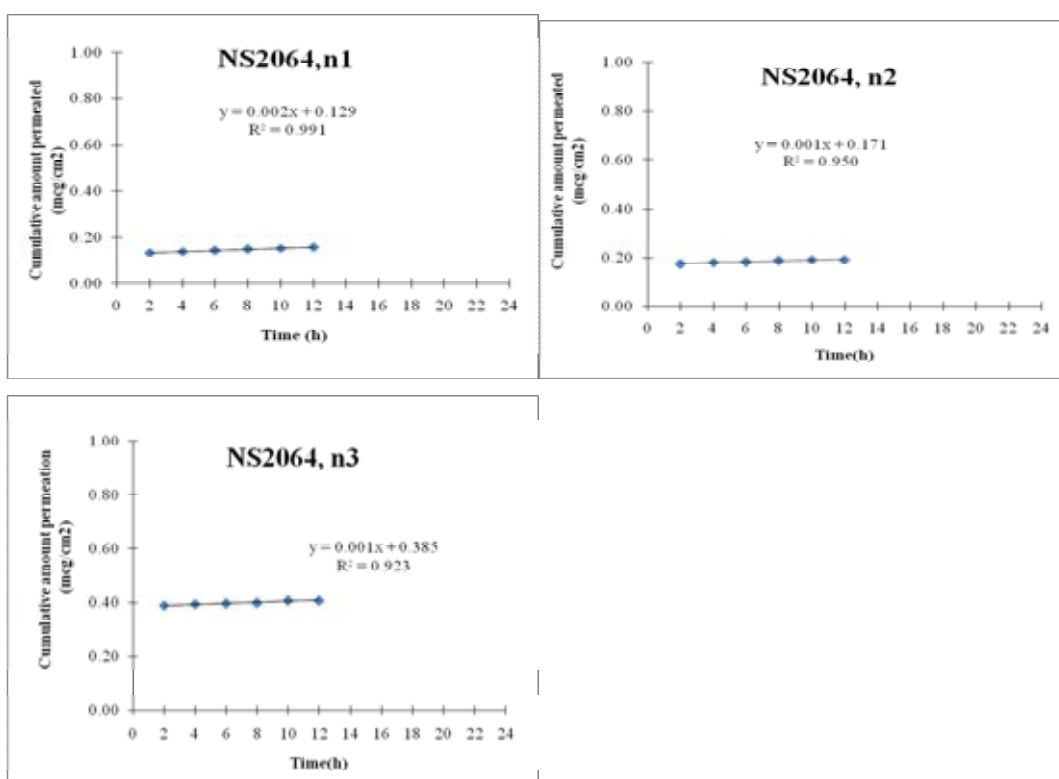 NS2064,n1
y = 0.002x + 0.129
R² = 0.991
Cumulative amount permeated
(mcg/cm2)
1.00
0.80
0.60
0.40
0.20
0.00
0 2 4 6 8 10 12 14 16 18 20 22 24
Time (h)
NS2064, n2
y = 0.001x + 0.171
R² = 0.950
Cumulative amount permeated
(mcg/cm2)
1.00
0.80
0.60
0.40
0.20
0.00
0 2 4 6 8 10 12 14 16 18 20 22 24
Time(h)
NS2064, n3
y = 0.001x + 0.385
R² = 0.923
Cumulative amount permeation
(mcg/cm2)
1.00
0.80
0.60
0.40
0.20
0.00
0 2 4 6 8 10 12 14 16 18 20 22 24
Time(h)